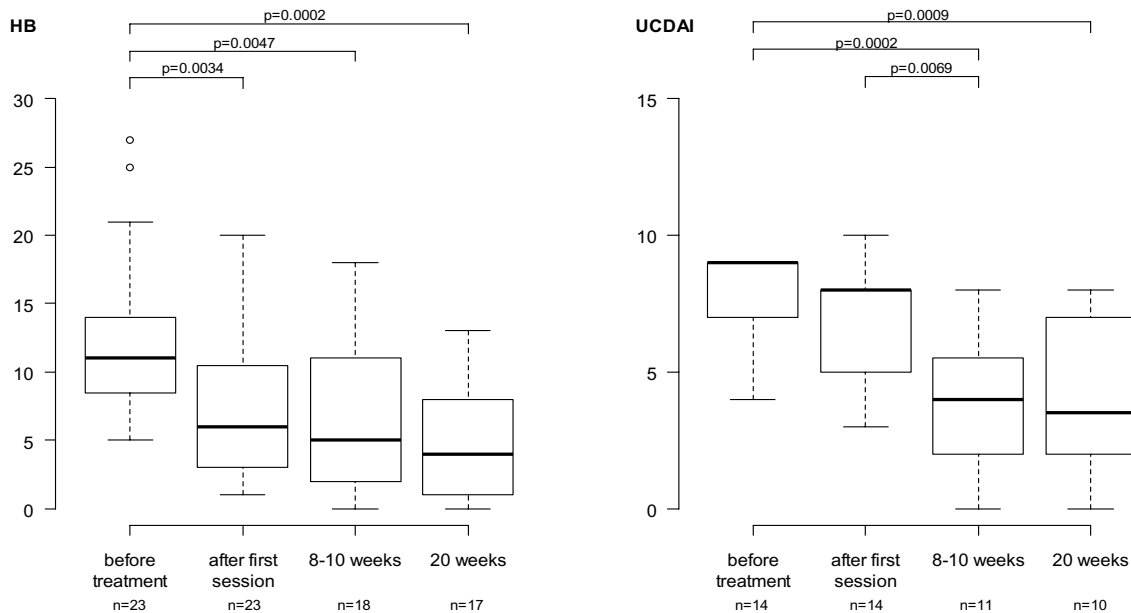 HB
p=0.0002
p=0.0047
p=0.0034
30
25
20
15
10
5
0
before treatment
after first session
8-10 weeks
20 weeks
n=23
n=23
n=18
n=17
UCDAI
p=0.0009
p=0.0002
p=0.0069
15
10
5
0
before treatment
after first session
8-10 weeks
20 weeks
n=14
n=14
n=11
n=10